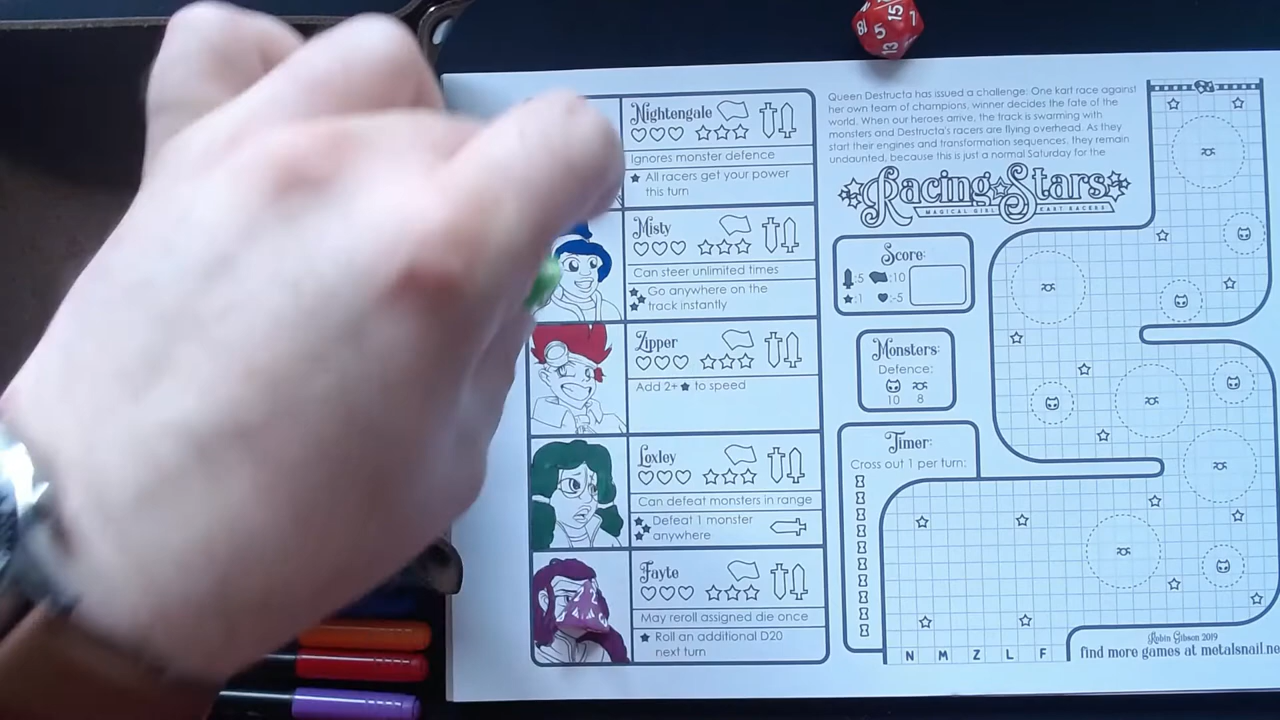 Nightengale
Ignores monster defence
All racers get your power
this turn
Misty
Can steer unlimited times
Go anywhere on the
track instantly
Zipper
Add 2+ to speed
Loxley
Can defeat monsters in range
Defeat 1 monster
anywhere
Fayte
May reroll assigned die once
Roll an additional D20
next turn
Queen Destructa has issued a challenge: One kart race against
her own team of champions, winner decides the fate of the
world. When our heroes arrive, the track is swarming with
monsters and Destructa's racers are flying overhead. As they
start their engines and transformation sequences, they remain
undaunted, because this is just a normal Saturday for the
Racing Stars
MAGICAL GIRL KART RACERS
Score:
:5 :10
:1 :-5
Monsters:
Defence:
10 8
Timer:
Cross out 1 per turn:
N M Z L F
Robin Gibson 2019
find more games at metalsnail.ne
15
5
7
18
13